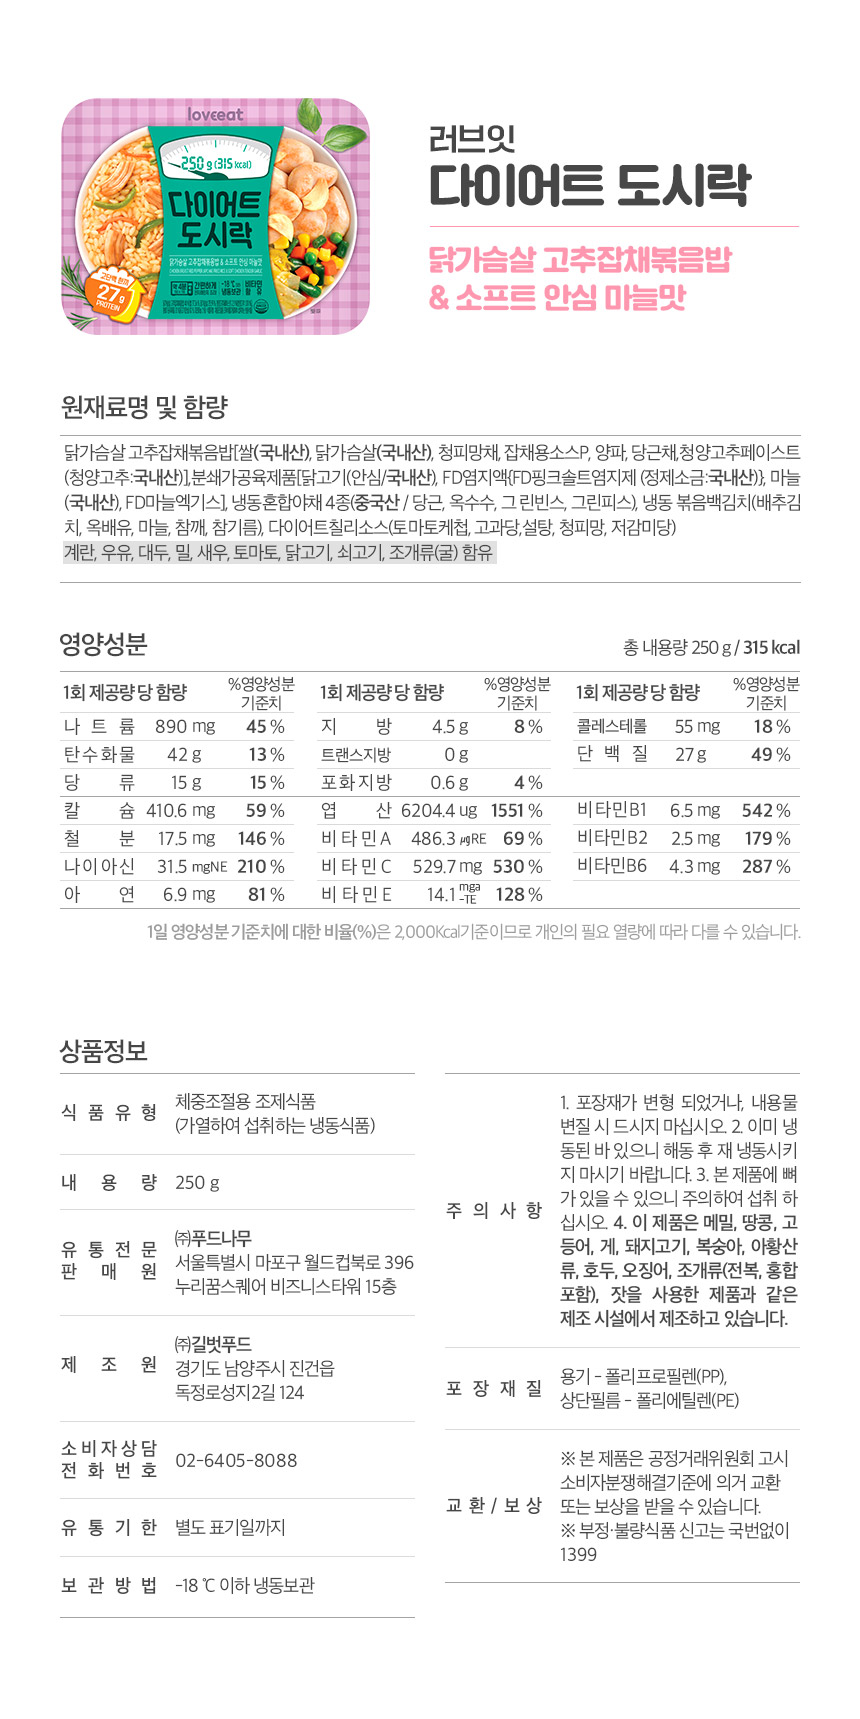 loveeat
250 g (315 kcal)
다이어트
도시락
닭가슴살 고추잡채볶음밥 & 소프트 안심 마늘맛
고단백 한끼
27g
PROTEIN
간편하게
-18℃
냉동보관
러브잇
다이어트 도시락
닭가슴살 고추잡채볶음밥
& 소프트 안심 마늘맛
원재료명 및 함량
닭가슴살 고추잡채볶음밥[쌀(국내산), 닭가슴살(국내산), 청피망채, 잡채용소스P, 양파, 당근채,청양고추페이스트
(청양고추:국내산)],분쇄가공육제품[닭고기(안심/국내산), FD염지액{FD핑크솔트염지제 (정제소금:국내산)}, 마늘
(국내산), FD마늘엑기스], 냉동혼합야채 4종(중국산 / 당근, 옥수수, 그린빈스, 그린피스), 냉동 볶음백김치(배추김
치, 옥배유, 마늘, 참깨, 참기름), 다이어트칠리소스(토마토케첩, 고과당,설탕, 청피망, 저감미당)
계란, 우유, 대두, 밀, 새우, 토마토, 닭고기, 쇠고기, 조개류(굴) 함유
영양성분
총 내용량 250 g / 315 kcal
1회 제공량 당 함량 %영양성분 기준치 1회 제공량 당 함량 %영양성분 기준치 1회 제공량 당 함량 %영양성분 기준치
나트륨 890 mg 45 % 지방 4.5 g 8 % 콜레스테롤 55 mg 18 %
탄수화물 42 g 13 % 트랜스지방 0 g 단백질 27 g 49 %
당류 15 g 15 % 포화지방 0.6 g 4 %
칼슘 410.6 mg 59 % 엽산 6204.4 ug 1551 % 비타민B1 6.5 mg 542 %
철분 17.5 mg 146 % 비타민A 486.3 ㎍RE 69 % 비타민B2 2.5 mg 179 %
나이아신 31.5 mgNE 210 % 비타민C 529.7 mg 530 % 비타민B6 4.3 mg 287 %
아연 6.9 mg 81 % 비타민E 14.1 mga-TE 128 %
1일 영양성분 기준치에 대한 비율(%)은 2,000Kcal기준이므로 개인의 필요 열량에 따라 다를 수 있습니다.
상품정보
식품유형
체중조절용 조제식품
(가열하여 섭취하는 냉동식품)
내용량 250 g
유통전문
판매원
㈜푸드나무
서울특별시 마포구 월드컵북로 396
누리꿈스퀘어 비즈니스타워 15층
제조원
㈜길벗푸드
경기도 남양주시 진건읍
독정로성지2길 124
소비자상담
전화번호
02-6405-8088
유통기한 별도 표기일까지
보관방법 -18 ℃ 이하 냉동보관
주의사항
1. 포장재가 변형 되었거나, 내용물
변질 시 드시지 마십시오. 2. 이미 냉
동된 바 있으니 해동 후 재 냉동시키
지 마시기 바랍니다. 3. 본 제품에 뼈
가 있을 수 있으니 주의하여 섭취 하
십시오. 4. 이 제품은 메밀, 땅콩, 고
등어, 게, 돼지고기, 복숭아, 아황산
류, 호두, 오징어, 조개류(전복, 홍합
포함), 잣을 사용한 제품과 같은
제조 시설에서 제조하고 있습니다.
포장재질
용기 - 폴리프로필렌(PP),
상단필름 - 폴리에틸렌(PE)
교환/보상
※ 본 제품은 공정거래위원회 고시
소비자분쟁해결기준에 의거 교환
또는 보상을 받을 수 있습니다.
※ 부정·불량식품 신고는 국번없이
1399